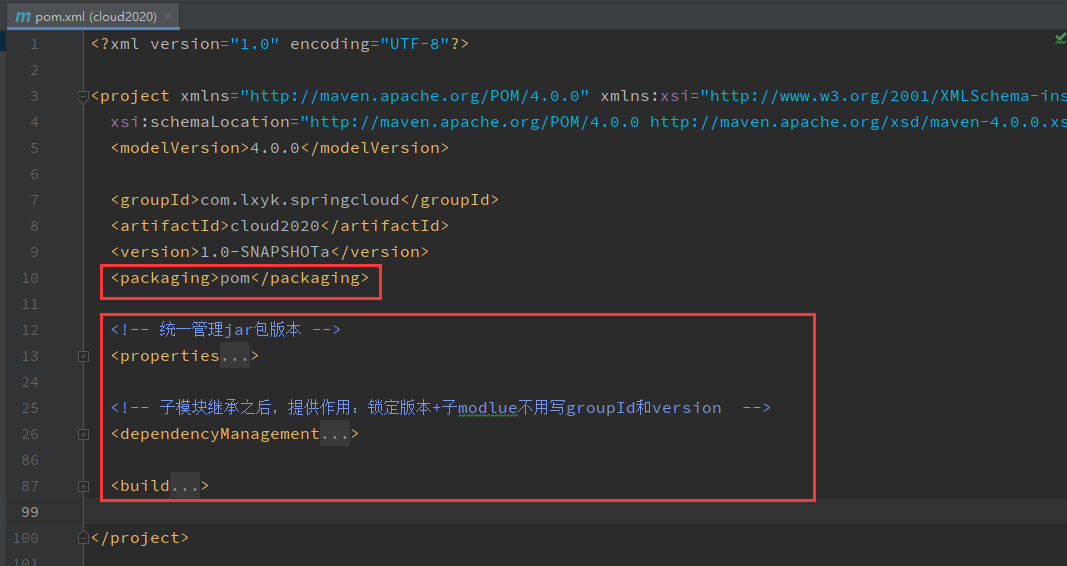 m pom.xml (cloud2020) ×
1 <?xml version="1.0" encoding="UTF-8"?>
2
3 <project xmlns="http://maven.apache.org/POM/4.0.0" xmlns:xsi="http://www.w3.org/2001/XMLSchema-ins
4 xsi:schemaLocation="http://maven.apache.org/POM/4.0.0 http://maven.apache.org/xsd/maven-4.0.0.xs
5 <modelVersion>4.0.0</modelVersion>
6
7 <groupId>com.lxyk.springcloud</groupId>
8 <artifactId>cloud2020</artifactId>
9 <version>1.0-SNAPSHOTa</version>
10 <packaging>pom</packaging>
11
12 <!-- 统一管理jar包版本 -->
13 <properties...>
24
25 <!-- 子模块继承之后，提供作用：锁定版本+子modlue不用写groupId和version  -->
26 <dependencyManagement...>
86
87 <build...>
99
100 </project>
101